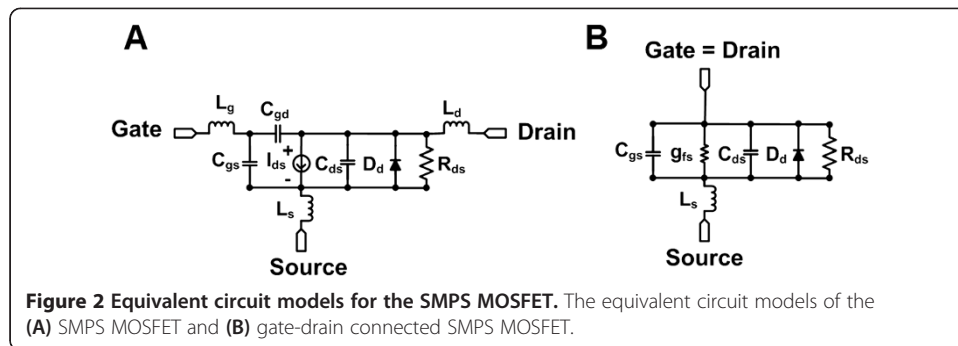 A
B
Gate = Drain
Lg
Cgd
Ld
Gate
Drain
Cgs
+
Ids
-
Cds
Dd
Rds
Ls
Source
Cgs
gfs
Cds
Dd
Rds
Ls
Source
Figure 2 Equivalent circuit models for the SMPS MOSFET. The equivalent circuit models of the
(A) SMPS MOSFET and (B) gate-drain connected SMPS MOSFET.